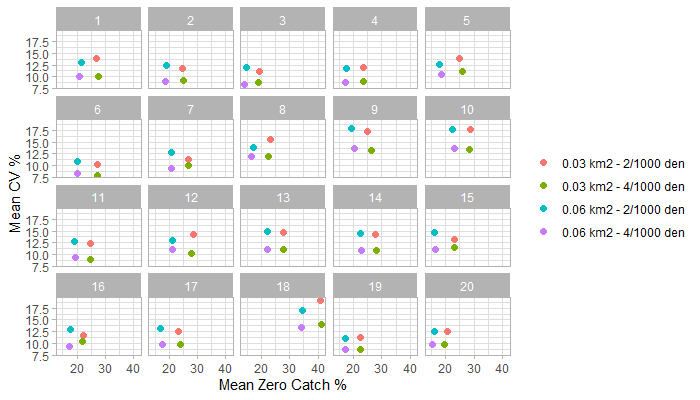 1 2 3 4 5
17.5
15.0
12.5
10.0
7.5
6 7 8 9 10
17.5
15.0
12.5
10.0
7.5
11 12 13 14 15
17.5
15.0
12.5
10.0
7.5
16 17 18 19 20
17.5
15.0
12.5
10.0
7.5
20 30 40 20 30 40 20 30 40 20 30 40 20 30 40
Mean Zero Catch %
Mean CV %
0.03 km2 - 2/1000 den
0.03 km2 - 4/1000 den
0.06 km2 - 2/1000 den
0.06 km2 - 4/1000 den